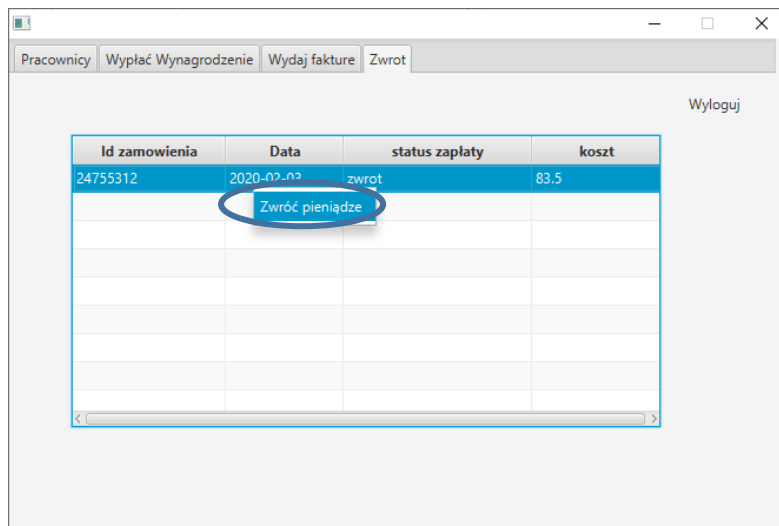 Pracownicy Wypłać Wynagrodzenie Wydaj fakture Zwrot
Wyloguj
Id zamowienia Data status zapłaty koszt
24755312 2020-02-03 zwrot 83.5
Zwróć pieniądze